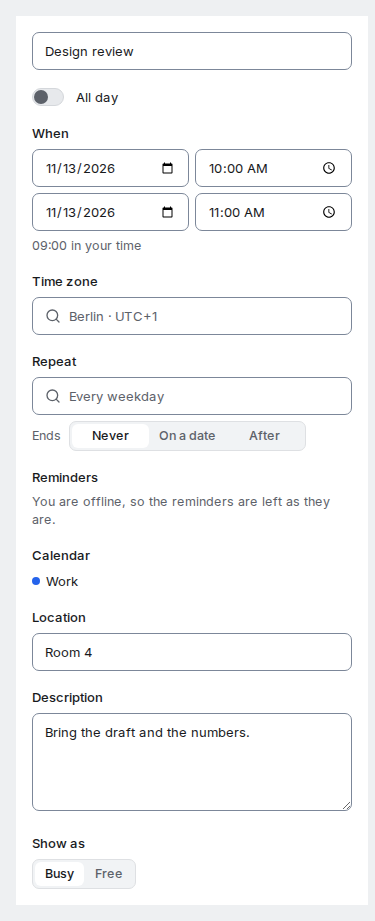 Design review
All day
When
11/13/2026 10:00 AM
11/13/2026 11:00 AM
09:00 in your time
Time zone
Berlin · UTC+1
Repeat
Every weekday
Ends Never On a date After
Reminders
You are offline, so the reminders are left as they
are.
Calendar
Work
Location
Room 4
Description
Bring the draft and the numbers.
Show as
Busy Free